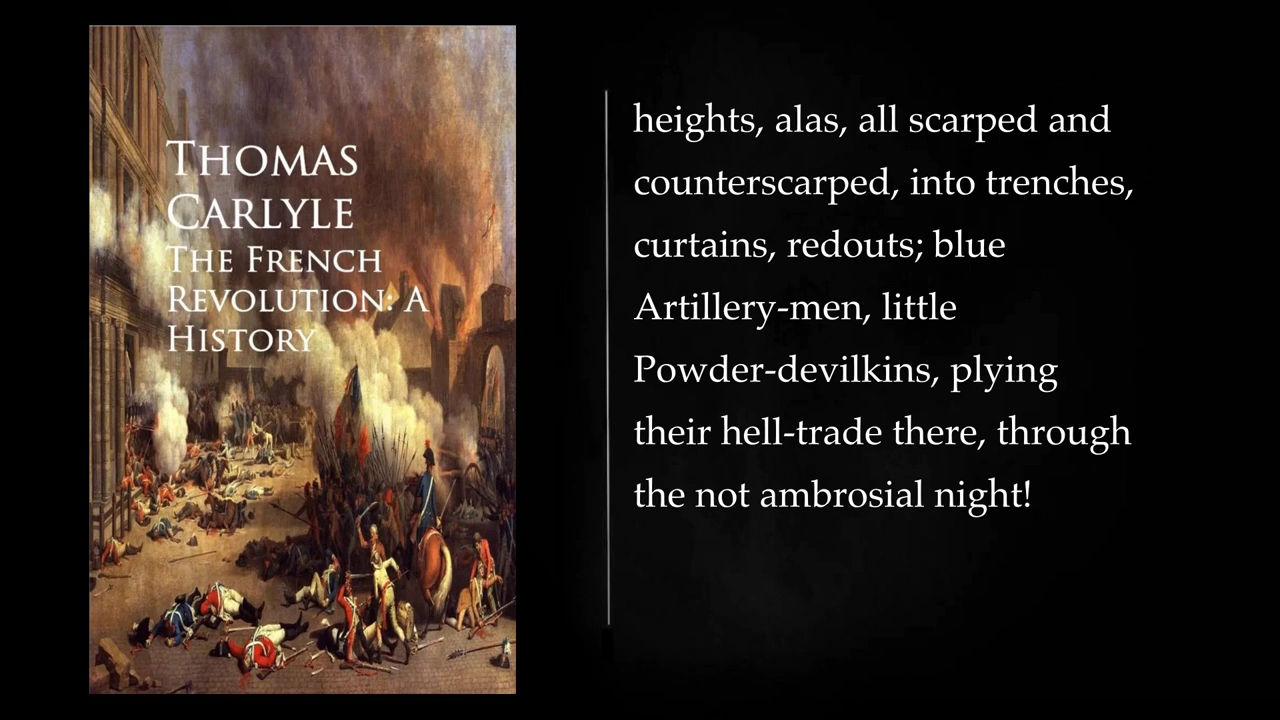 THOMAS
CARLYLE
THE FRENCH
REVOLUTION: A
HISTORY
heights, alas, all scarped and
counterscarped, into trenches,
curtains, redouts; blue
Artillery-men, little
Powder-devilkins, plying
their hell-trade there, through
the not ambrosial night!